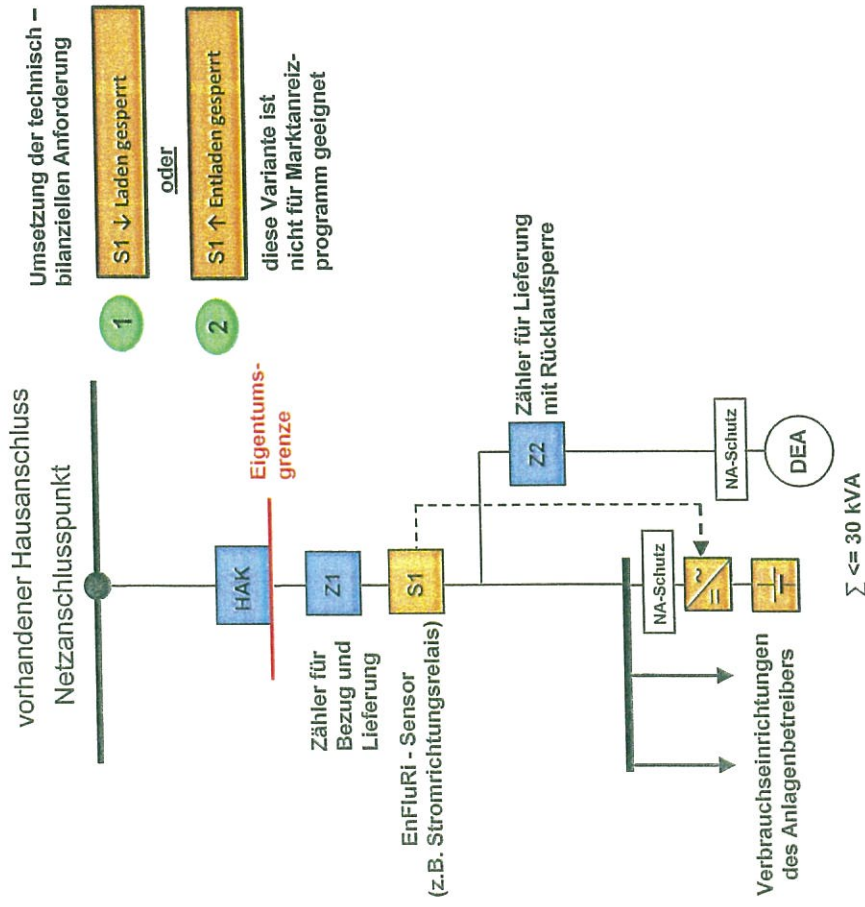 vorhandener Hausanschluss
Netzanschlusspunkt
Umsetzung der technisch –
bilanziellen Anforderung
1
S1 ↓ Laden gesperrt
oder
2
S1 ↑ Entladen gesperrt
diese Variante ist
nicht für Marktanreiz-
programm geeignet
HAK
Eigentums-
grenze
Z1
Zähler für
Bezug und
Lieferung
S1
EnFluRi - Sensor
(z.B. Stromrichtungsrelais)
Z2
Zähler für Lieferung
mit Rücklaufsperre
NA-Schutz
NA-Schutz
DEA
Verbrauchseinrichtungen
des Anlagenbetreibers
Σ <= 30 kVA